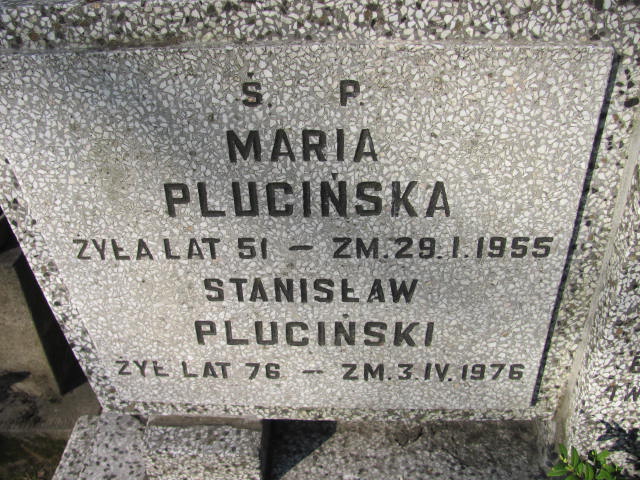 Ś. P.
MARIA
PLUCIŃSKA
ŻYŁA LAT 51 — ZM. 29. I. 1955
STANISŁAW
PLUCIŃSKI
ŻYŁ LAT 76 — ZM. 3. IV. 1976